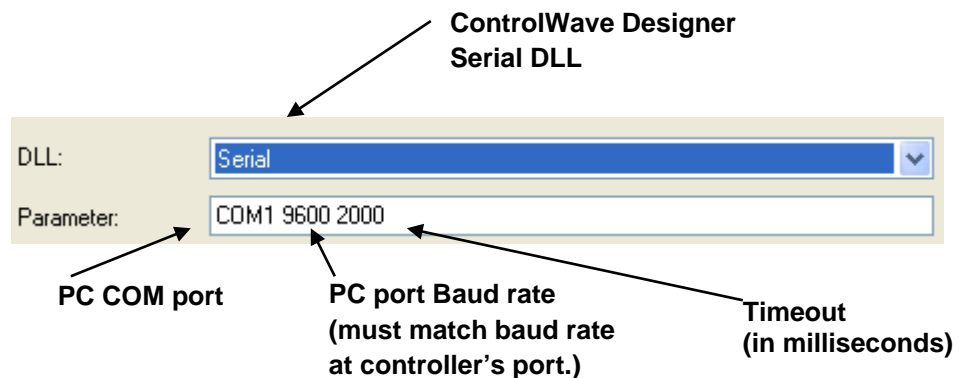 ControlWave Designer
Serial DLL
DLL:
Serial
Parameter:
COM1 9600 2000
PC COM port
PC port Baud rate
(must match baud rate
at controller’s port.)
Timeout
(in milliseconds)